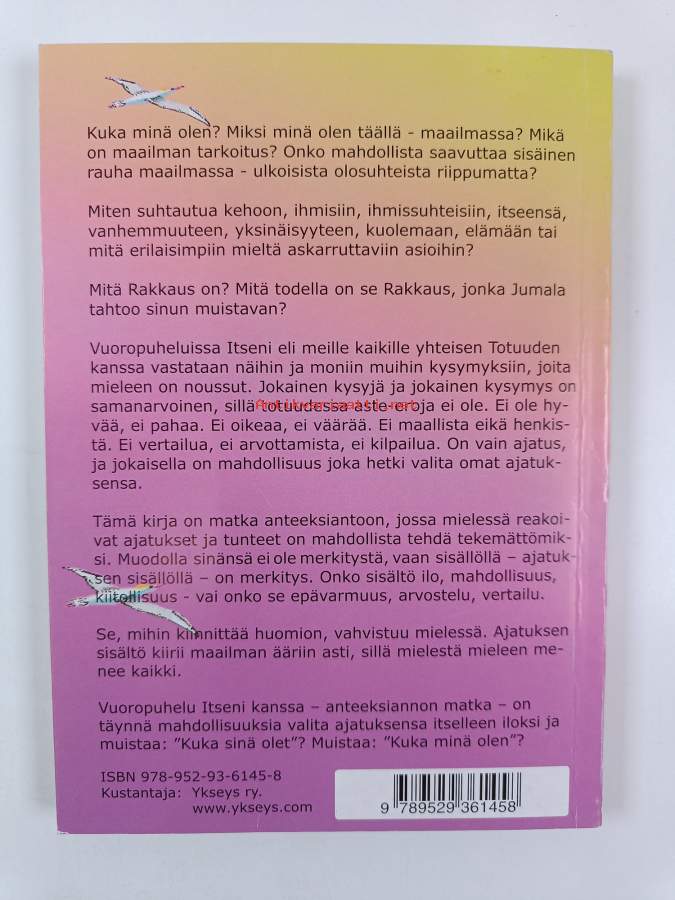 Kuka minä olen? Miksi minä olen täällä - maailmassa? Mikä
on maailman tarkoitus? Onko mahdollista saavuttaa sisäinen
rauha maailmassa - ulkoisista olosuhteista riippumatta?
Miten suhtautua kehoon, ihmisiin, ihmissuhteisiin, itseensä,
vanhemmuuteen, yksinäisyyteen, kuolemaan, elämään tai
mitä erilaisimpiin mieltä askarruttaviin asioihin?
Mitä Rakkaus on? Mitä todella on se Rakkaus, jonka Jumala
tahtoo sinun muistavan?
Vuoropuheluissa Itseni eli meille kaikille yhteisen Totuuden
kanssa vastataan näihin ja moniin muihin kysymyksiin, joita
mieleen on noussut. Jokainen kysyjä ja jokainen kysymys on
samanarvoinen, sillä totuudessa aste-eroja ei ole. Ei ole hy-
vää, ei pahaa. Ei oikeaa, ei väärää. Ei maallista eikä henkis-
tä. Ei vertailua, ei arvottamista, ei kilpailua. On vain ajatus,
ja jokaisella on mahdollisuus joka hetki valita omat ajatuk-
sensa.
Tämä kirja on matka anteeksiantoon, jossa mielessä reakoi-
vat ajatukset ja tunteet on mahdollista tehdä tekemättömik-
si. Muodolla sinänsä ei ole merkitystä, vaan sisällöllä – ajatuk-
sen sisällöllä – on merkitys. Onko sisältö ilo, mahdollisuus,
kiitollisuus - vai onko se epävarmuus, arvostelu, vertailu.
Se, mihin kiinnittää huomion, vahvistuu mielessä. Ajatuksen
sisältö kiirii maailman ääriin asti, sillä mielestä mieleen me-
nee kaikki.
Vuoropuhelu Itseni kanssa – anteeksiannon matka – on
täynnä mahdollisuuksia valita ajatuksensa itselleen iloksi ja
muistaa: ”Kuka sinä olet”? Muistaa: ”Kuka minä olen”?
ISBN 978-952-93-6145-8
Kustantaja: Ykseys ry.
www.ykseys.com
9 789529 361458
Antikvariaatti.net